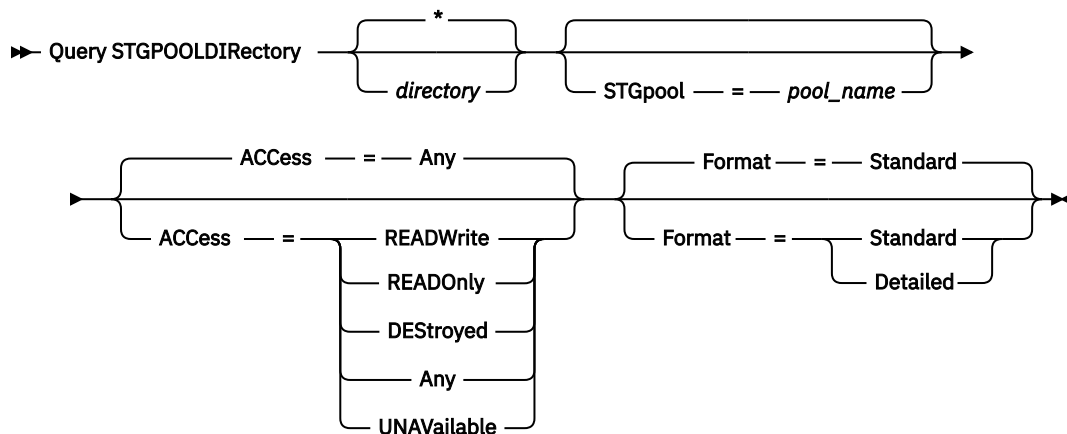 *
Query STGPOOLDIRectory
directory
STGpool = pool_name
ACCess = Any
Format = Standard
ACCess = READWrite
Format = Standard
READOnly
Detailed
DEStroyed
Any
UNAVailable